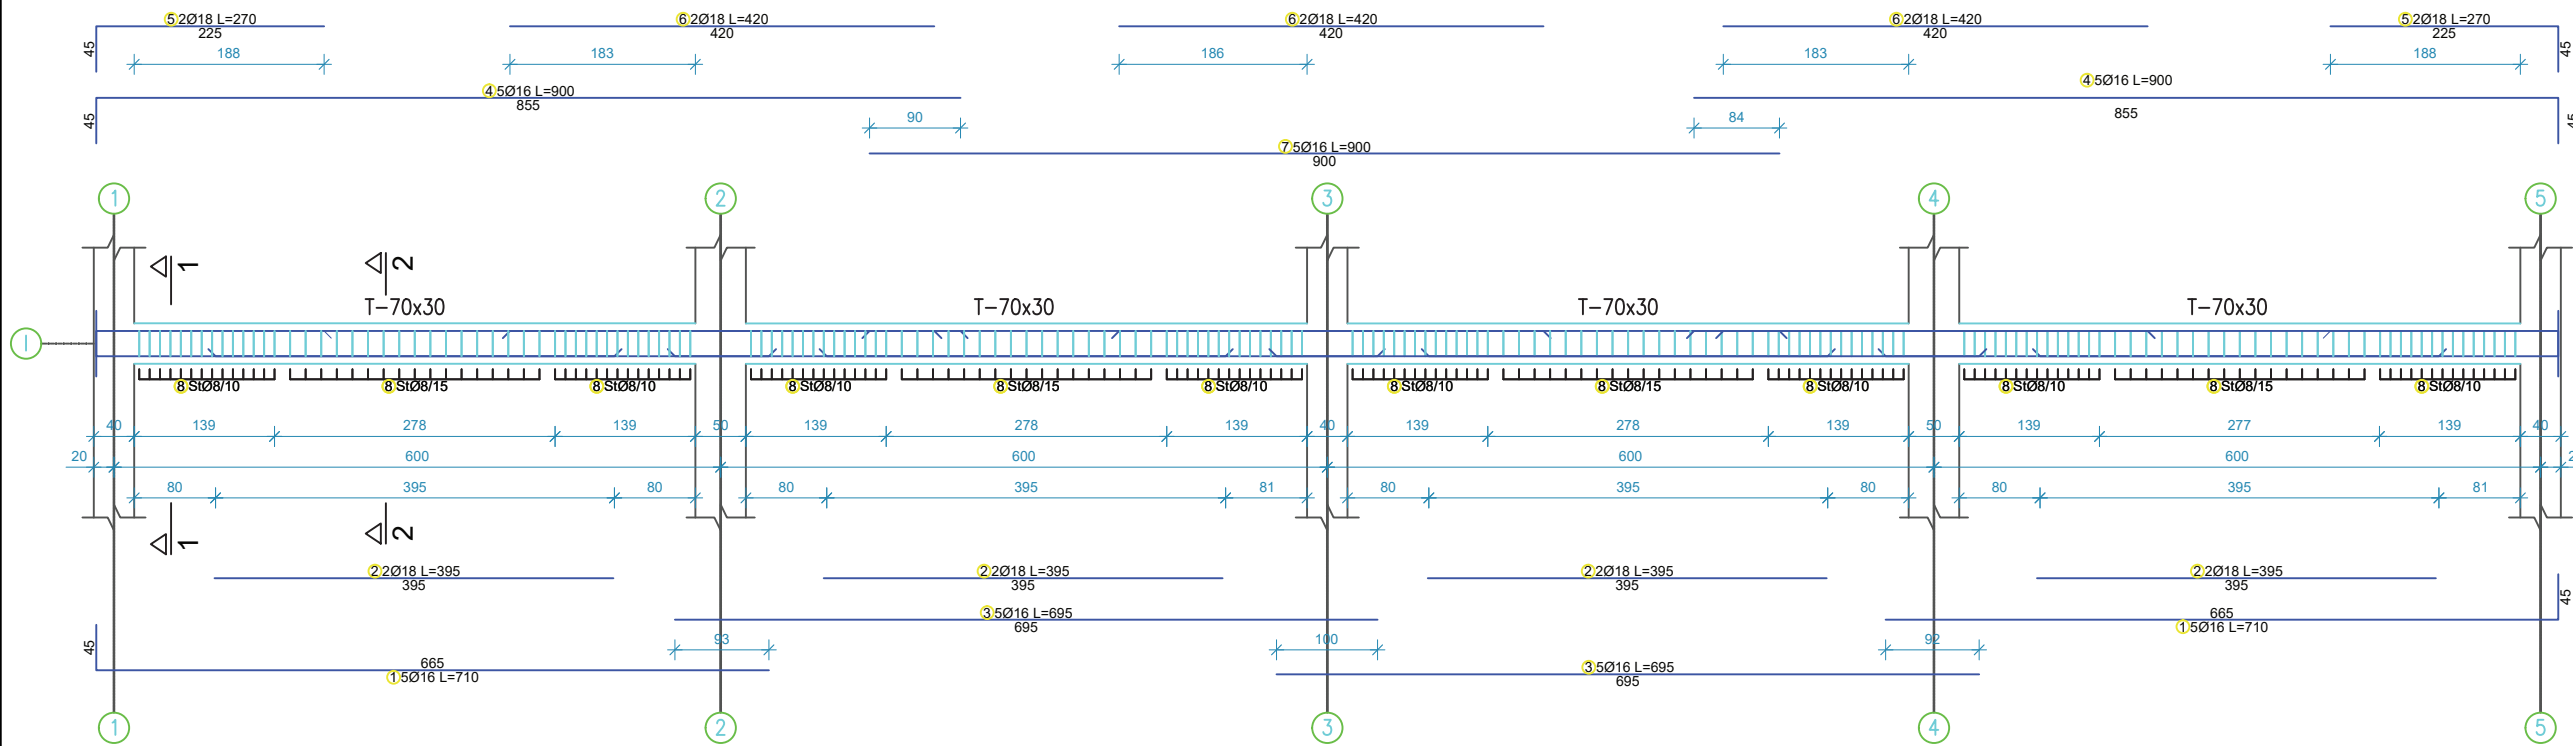 5 2Ø18 L=270 6 2Ø18 L=420 6 2Ø18 L=420 6 2Ø18 L=420 5 2Ø18 L=270
45 225 420 420 420 225 45
188 183 186 183 188
4 5Ø16 L=900 4 5Ø16 L=900
45 855 855 45
90 84
7 5Ø16 L=900
900
1 2 3 4 5
1 2
T-70x30 T-70x30 T-70x30 T-70x30
I
8 StØ8/10 8 StØ8/15 8 StØ8/10 8 StØ8/10 8 StØ8/15 8 StØ8/10 8 StØ8/10 8 StØ8/15 8 StØ8/10 8 StØ8/10 8 StØ8/15 8 StØ8/10
40 139 278 139 50 139 278 139 40 139 278 139 50 139 277 139 40
20 600 600 600 600
80 395 80 80 395 81 80 395 80 80 395 81
1 2
2 2Ø18 L=395 2 2Ø18 L=395 2 2Ø18 L=395 2 2Ø18 L=395
395 395 395 395
3 5Ø16 L=695 665 45
695 1 5Ø16 L=710
45 93 100 92
665 3 5Ø16 L=695
1 5Ø16 L=710 695
1 2 3 4 5